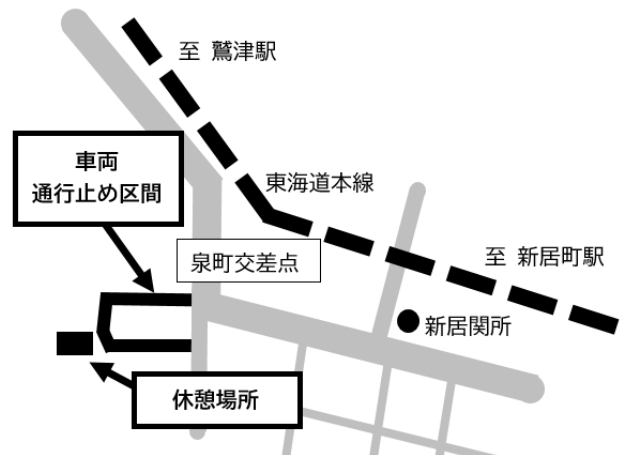 至 鷲津駅
車両
通行止め区間
東海道本線
泉町交差点
至 新居町駅
新居関所
休憩場所